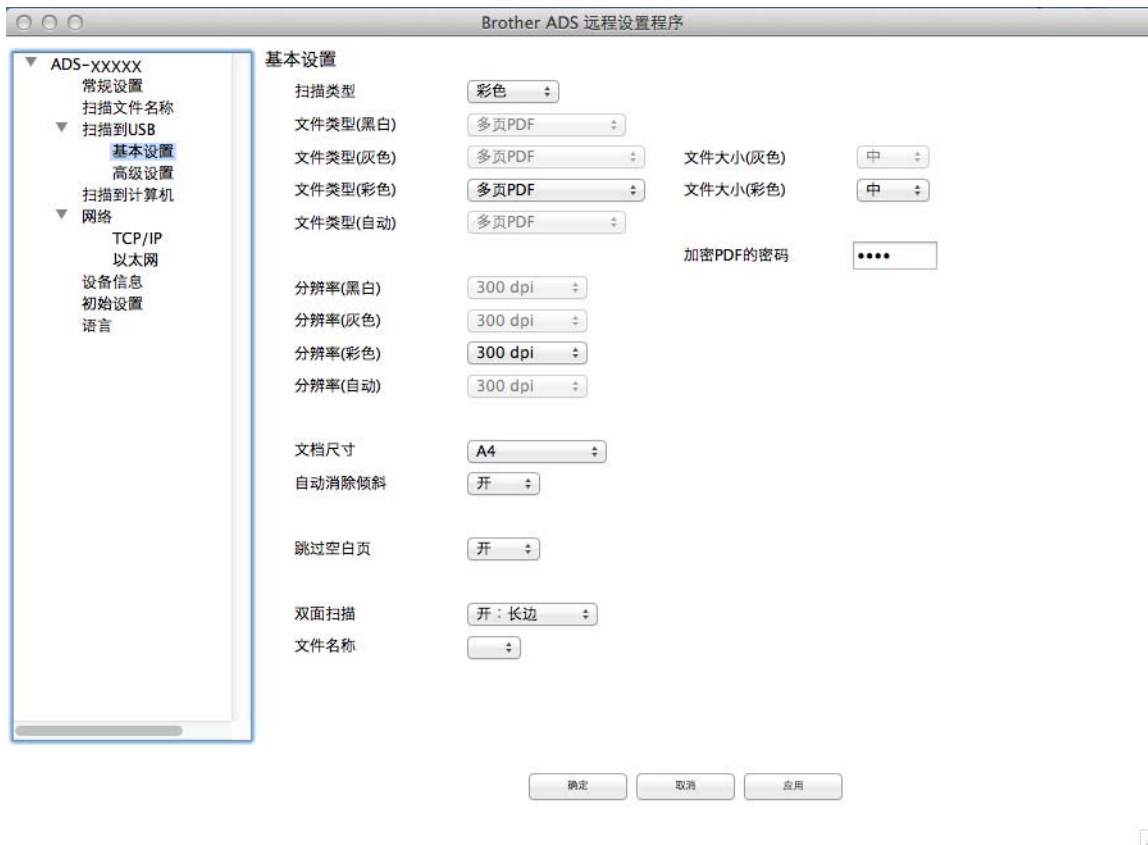 Brother ADS 远程设置程序
ADS-XXXXX
常规设置
扫描文件名称
扫描到USB
基本设置
高级设置
扫描到计算机
网络
TCP/IP
以太网
设备信息
初始设置
语言
基本设置
扫描类型 彩色
文件类型(黑白) 多页PDF
文件类型(灰色) 多页PDF 文件大小(灰色) 中
文件类型(彩色) 多页PDF 文件大小(彩色) 中
文件类型(自动) 多页PDF
加密PDF的密码 ••••
分辨率(黑白) 300 dpi
分辨率(灰色) 300 dpi
分辨率(彩色) 300 dpi
分辨率(自动) 300 dpi
文档尺寸 A4
自动消除倾斜 开
跳过空白页 开
双面扫描 开：长边
文件名称
确定 取消 应用